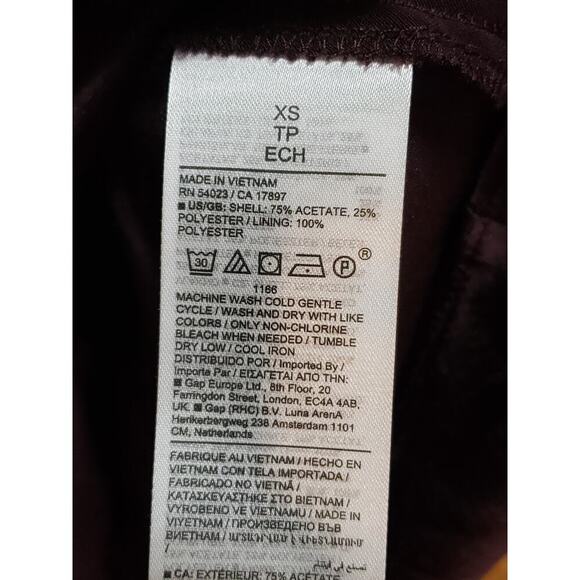 XS
TP
ECH
MADE IN VIETNAM
RN 54023 / CA 17897
■ US/GB: SHELL: 75% ACETATE, 25%
POLYESTER / LINING: 100%
POLYESTER
30
P
®
1166
MACHINE WASH COLD GENTLE
CYCLE / WASH AND DRY WITH LIKE
COLORS / ONLY NON-CHLORINE
BLEACH WHEN NEEDED / TUMBLE
DRY LOW / COOL IRON
DISTRIBUIDO POR / Imported By /
Importe Par / ΕΙΣΑΓΕΤΑΙ ΑΠΟ ΤΗΝ:
■ Gap Europe Ltd., 8th Floor, 20
Farringdon Street, London, EC4A 4AB,
UK. ■ Gap (RHC) B.V. Luna ArenA
Herikerbergweg 238 Amsterdam 1101
CM, Netherlands
FABRIQUE AU VIETNAM / HECHO EN
VIETNAM CON TELA IMPORTADA /
FABRICADO NO VIETNÃ /
ΚΑΤΑΣΚΕΥΑΣΤΗΚΕ ΣΤΟ ΒΙΕΤΝΑΜ /
VYROBENO VE VIETNAMU / MADE IN
VIYETNAM / ПРОИЗВЕДЕНО ВЪВ
ВИЕТНАМ /
/ تصنع في فيتنام
■ CA: EXTÉRIEUR: 75% ACÉTATE